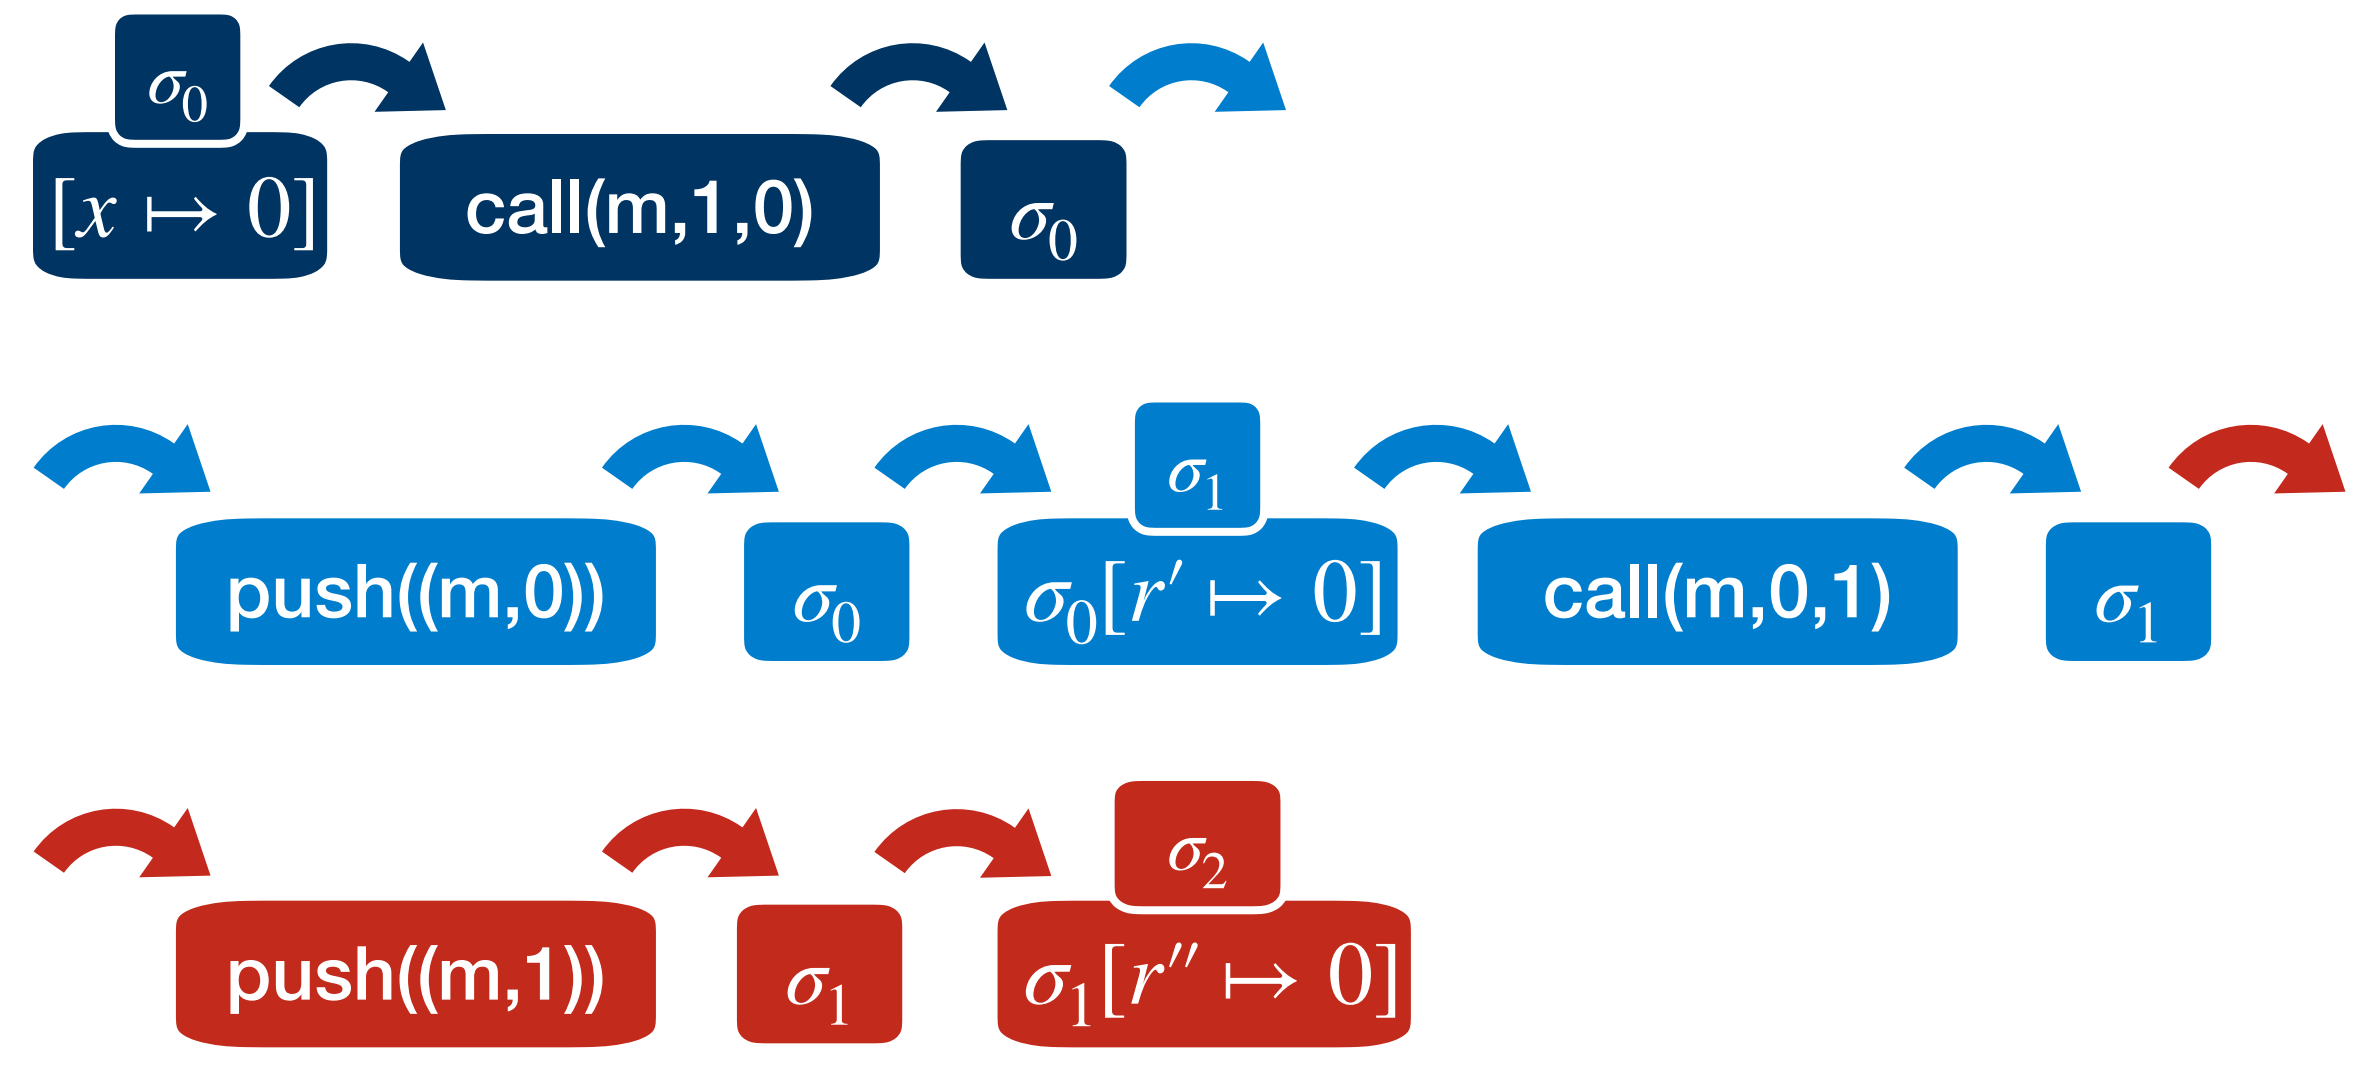 σ₀
[x ↦ 0] call(m,1,0) σ₀
σ₁
push((m,0)) σ₀ σ₀[r′ ↦ 0] call(m,0,1) σ₁
σ₂
push((m,1)) σ₁ σ₁[r″ ↦ 0]